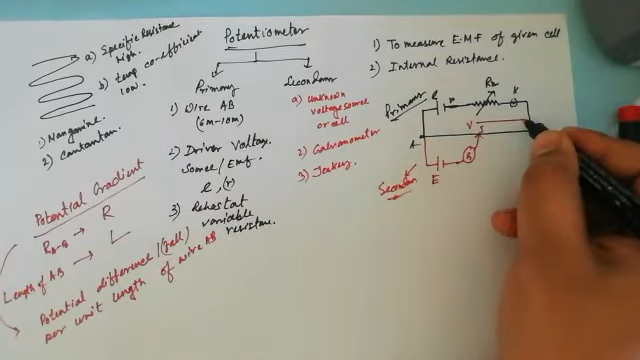 Potentiometer
a) Specific Resistance
high.
b) temp co-efficient
low.
1) Manganine.
2) Constantan.
Primary
1) Wire AB
(6m-10m)
2) Driver Voltage
Source / Emf.
e, (r)
3) Rehostat
variable
resistance.
Secondary
a) unknown
voltage source
or cell
2) Galvanometer
3) Jockey
1) To measure E.M.F of given cell
2) Internal Resistance.
Primary
e
r
Rh
K
V
A
G
E
Secondary
Potential Gradient
R A-B → R
Length of AB → L
Potential difference / (fall)
per unit length of wire AB